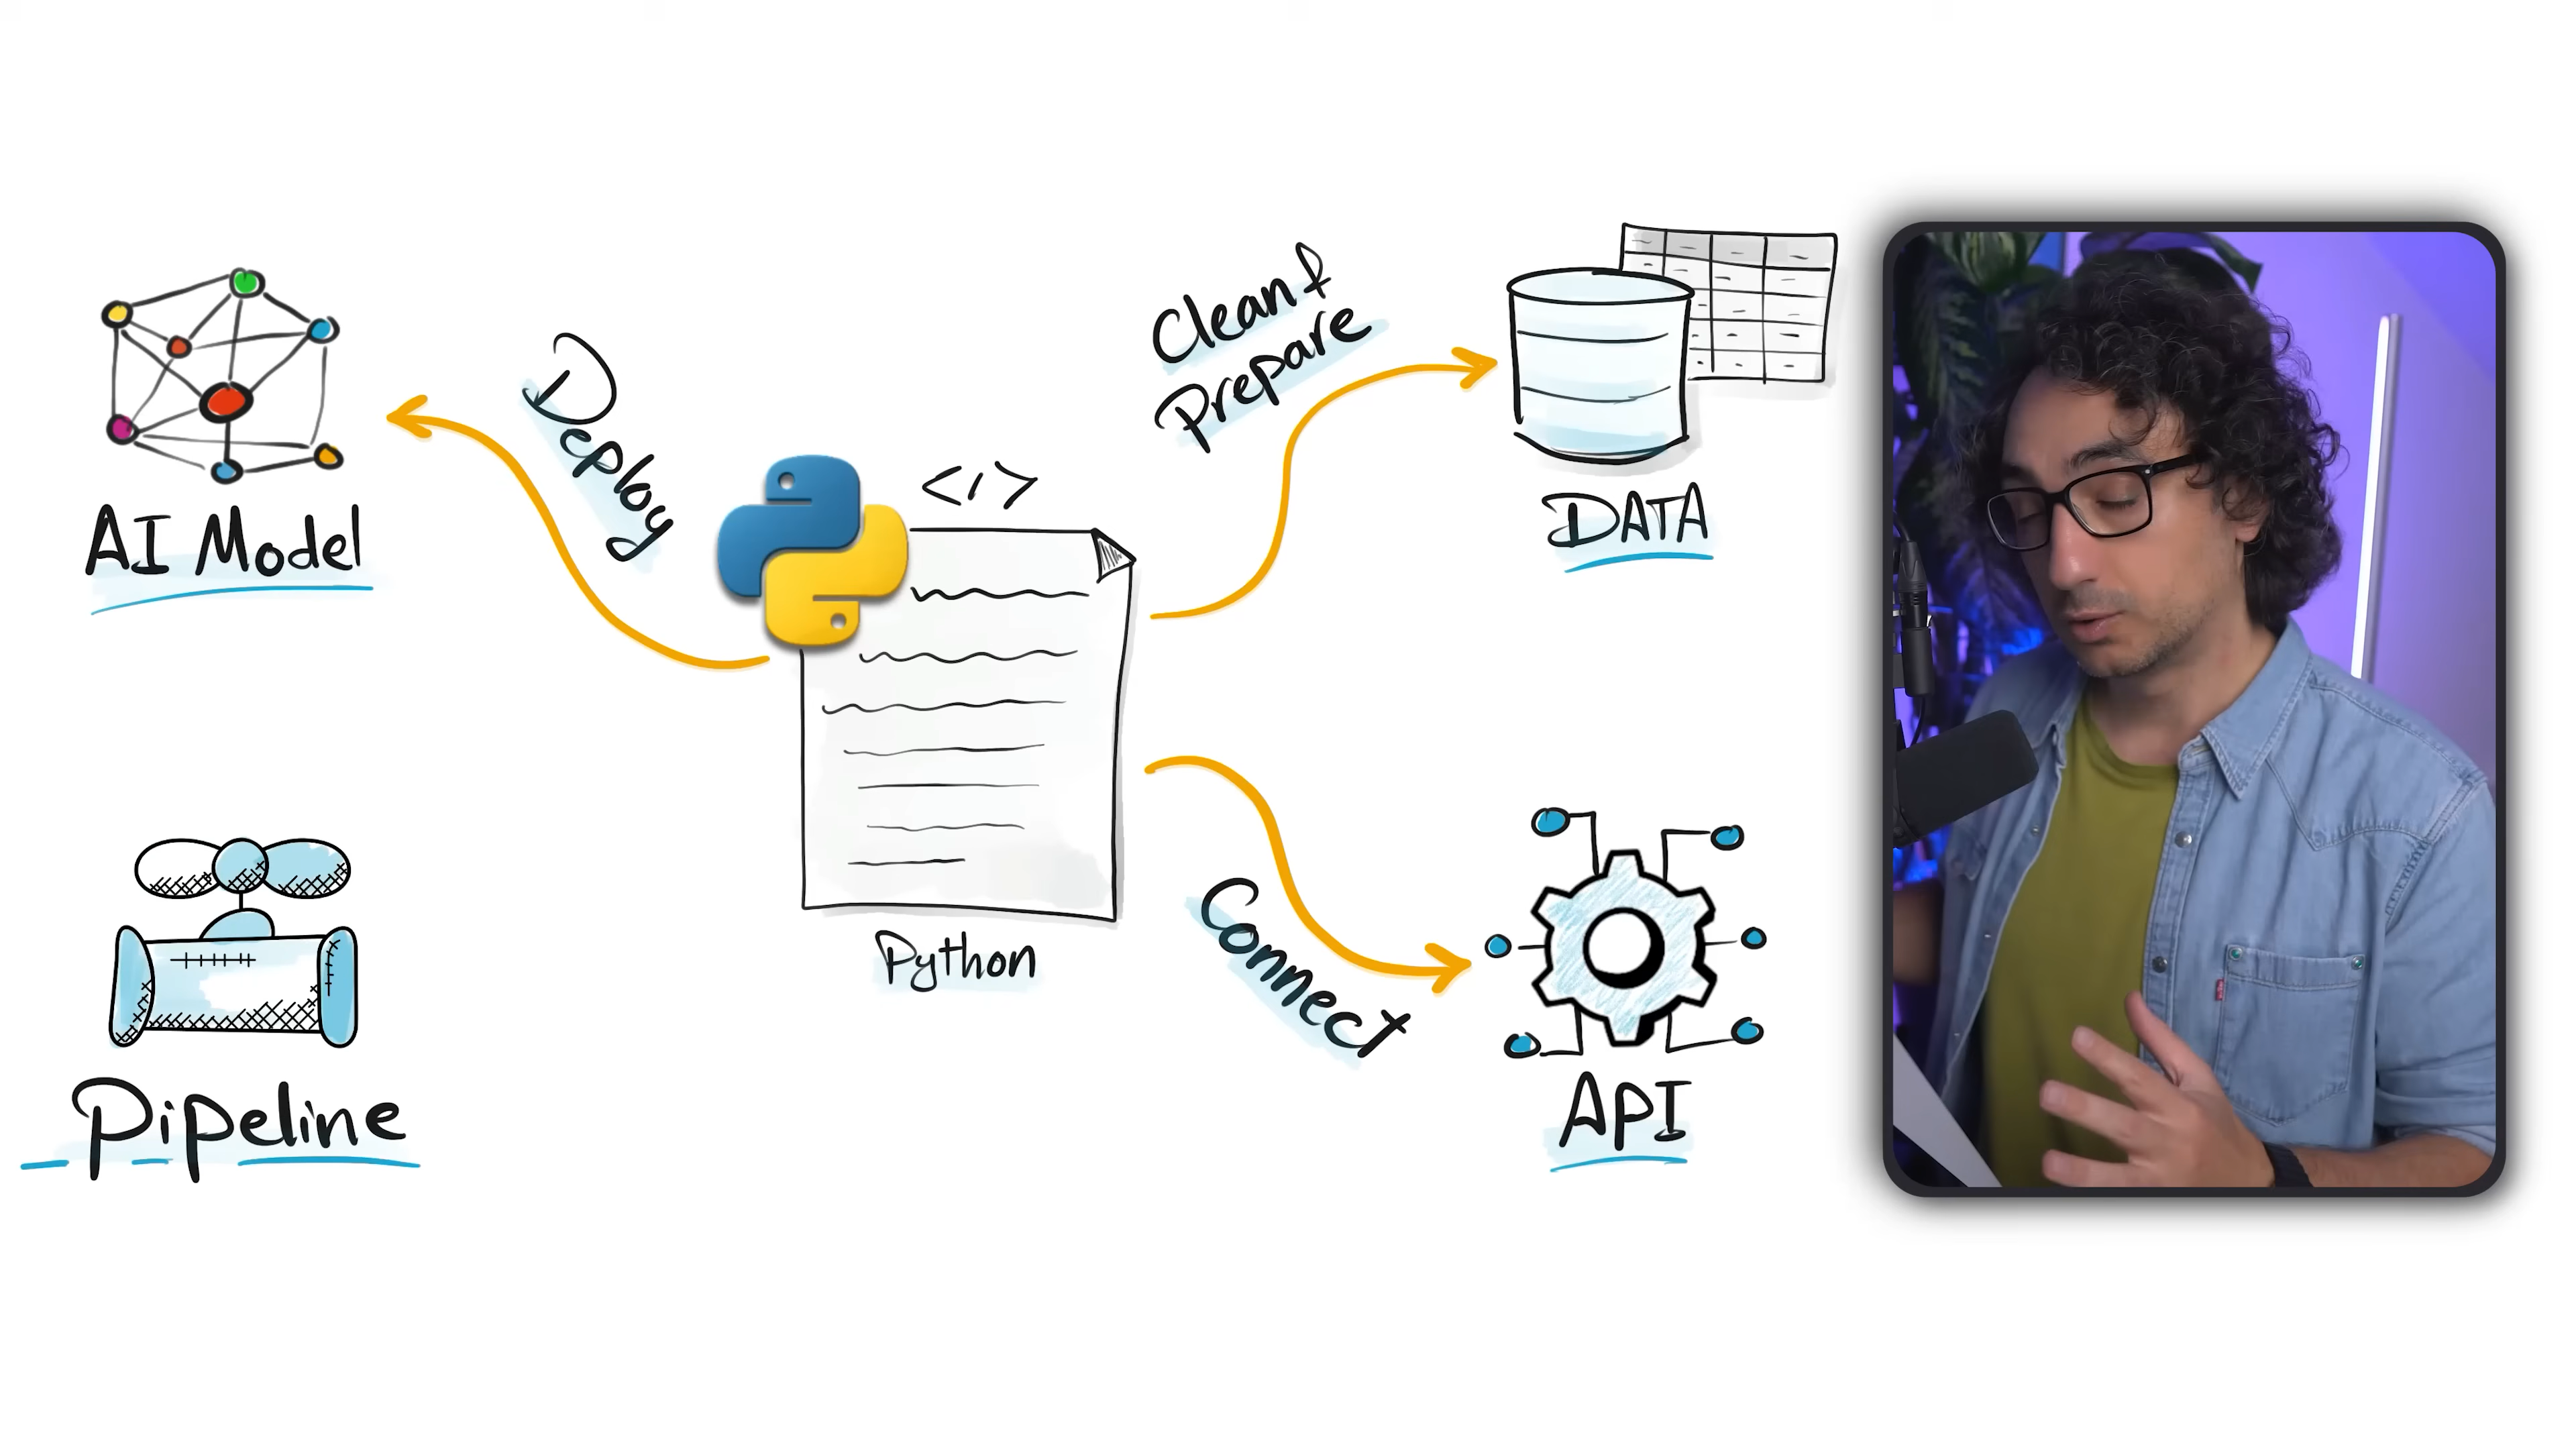 AI Model
Deploy
Clean &
Prepare
DATA
</>
Python
Connect
API
Pipeline